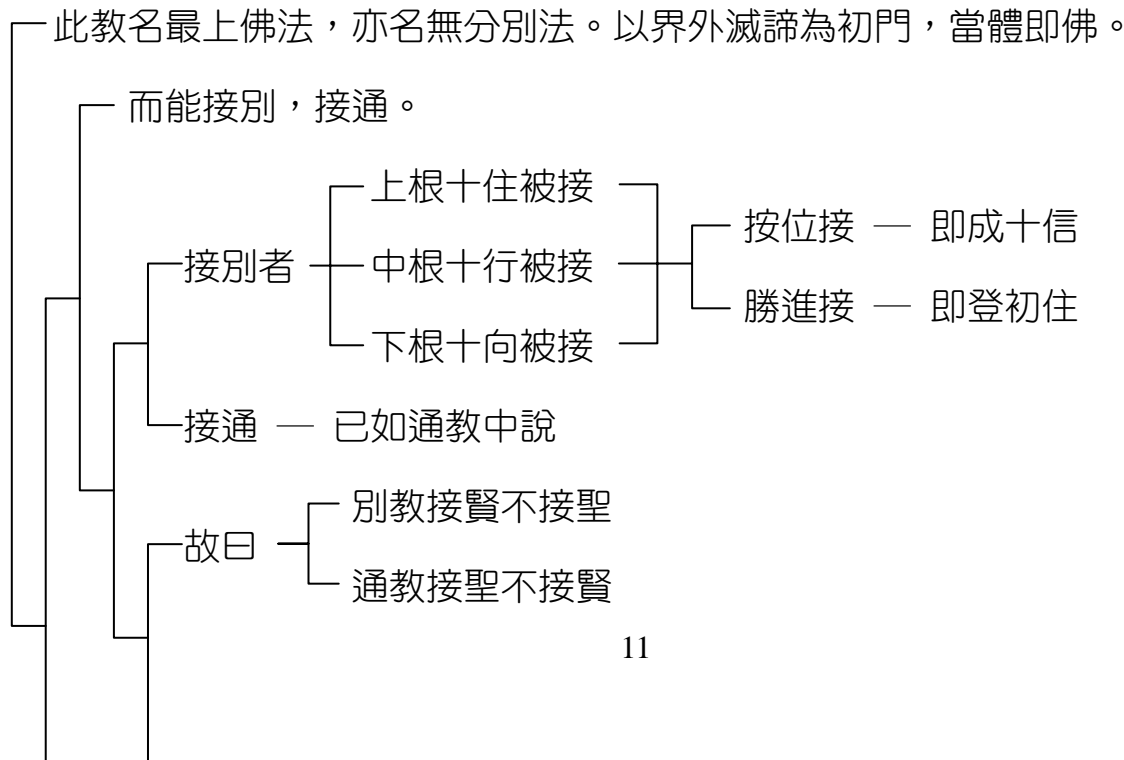 此教名最上佛法，亦名無分別法。以界外滅諦為初門，當體即佛。
而能接別，接通。
上根十住被接
按位接 — 即成十信
接別者
中根十行被接
勝進接 — 即登初住
下根十向被接
接通 — 已如通教中說
別教接賢不接聖
故曰
通教接聖不接賢
11